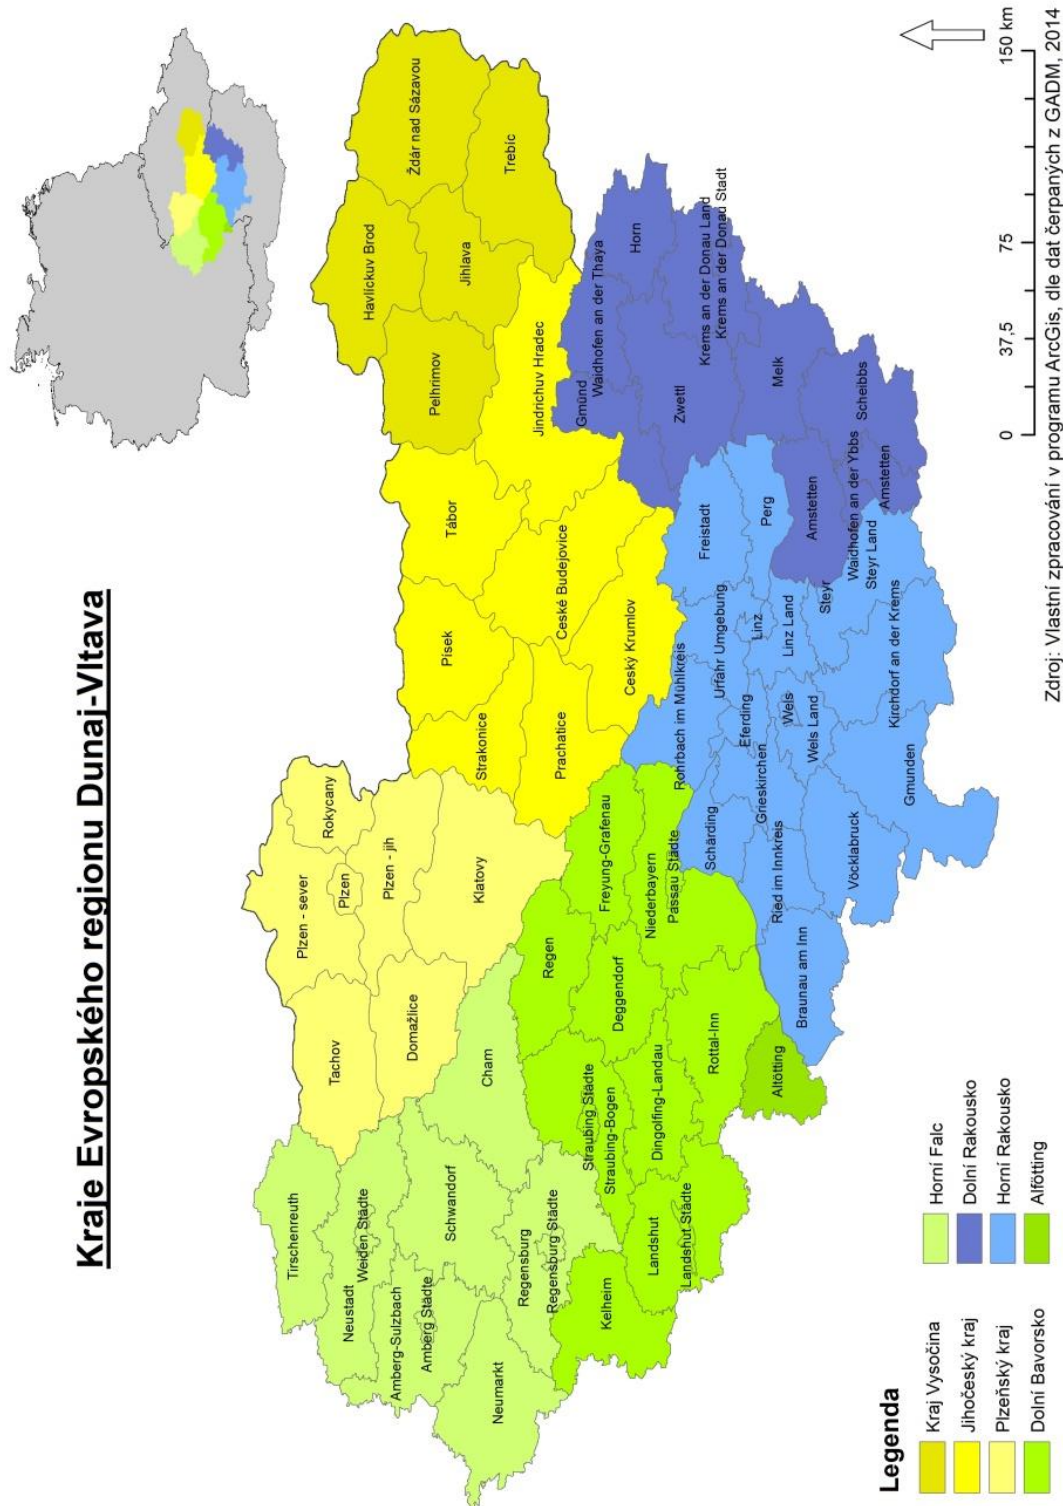 Kraje Evropského regionu Dunaj-Vltava
Tirschenreuth
Neustadt
Weiden Städte
Amberg-Sulzbach
Amberg Städte
Neumarkt
Schwandorf
Cham
Regensburg
Regensburg Städte
Tachov
Plzen - sever
Plzen
Rokycany
Plzen - jih
Domažlice
Klatovy
Kelheim
Landshut
Landshut Städte
Straubing Städte
Straubing-Bogen
Dingolfing-Landau
Regen
Deggendorf
Freyung-Grafenau
Niederbayern
Passau Städte
Rottal-Inn
Altötting
Strakonice
Písek
Tábor
Prachatice
České Budejovice
Ceský Krumlov
Jindrichuv Hradec
Pelhrimov
Havlíckuv Brod
Jihlava
Ždár nad Sázavou
Trebic
Gmünd
Waidhofen an der Thaya
Horn
Zwettl
Krems an der Donau Land
Krems an der Donad Stadt
Melk
Scheibbs
Amstetten
Waidhofen an der Ybbs
Amstetten
Rohrbach im Mühlkreis
Urfahr Umgebung
Freistadt
Perg
Schärding
Eferding
Linz
Grieskirchen
Linz Land
Wels
Wels Land
Steyr
Steyr Land
Ried im Innkreis
Braunau am Inn
Vöcklabruck
Gmunden
Kirchdorf an der Krems
Legenda
Kraj Vysočina
Jihočeský kraj
Plzeňský kraj
Dolní Bavorsko
Horní Falc
Dolní Rakousko
Horní Rakousko
Alfötting
0 37,5 75 150 km
Zdroj: Vlastní zpracování v programu ArcGis, dle dat čerpaných z GADM, 2014